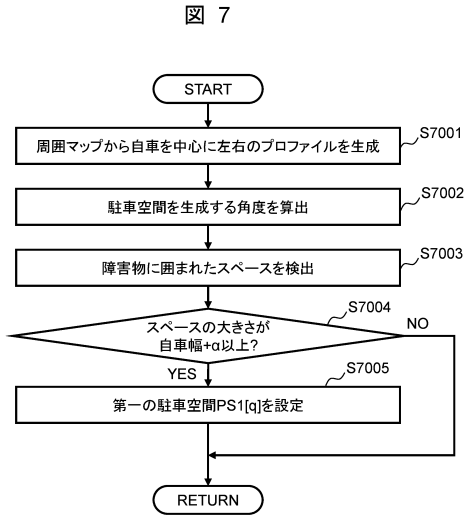 図 7
START
周囲マップから自車を中心に左右のプロファイルを生成
S7001
駐車空間を生成する角度を算出
S7002
障害物に囲まれたスペースを検出
S7003
スペースの大きさが
自車幅+α以上?
S7004
NO
YES
第一の駐車空間PS1[q]を設定
S7005
RETURN